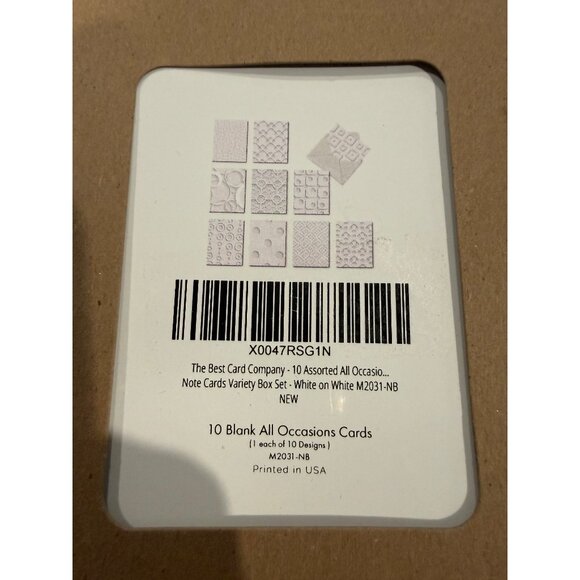 X0047RSG1N
The Best Card Company - 10 Assorted All Occasio...
Note Cards Variety Box Set - White on White M2031-NB
NEW
10 Blank All Occasions Cards
(1 each of 10 Designs)
M2031-NB
Printed in USA